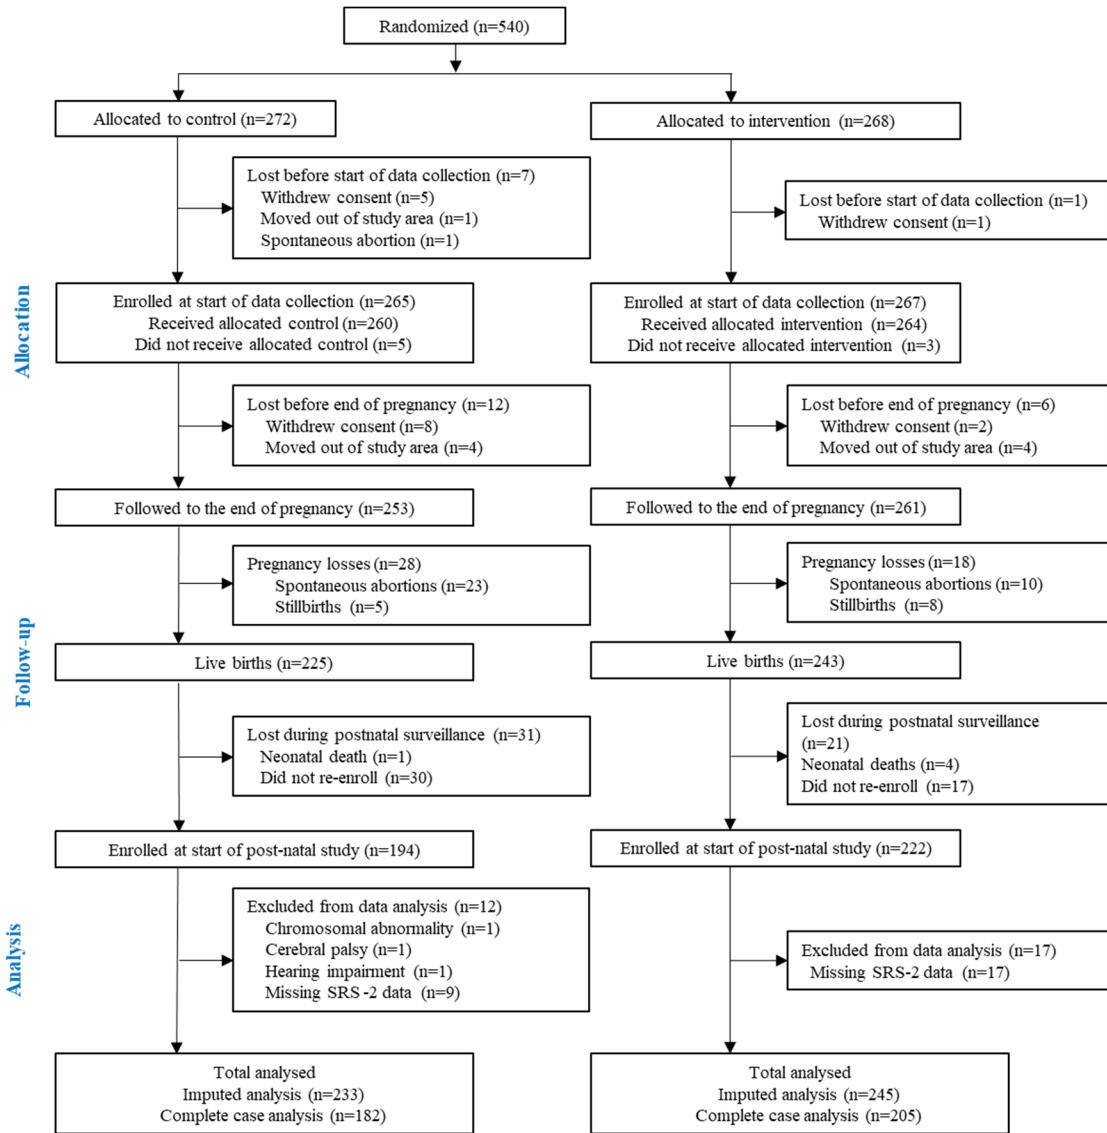 Randomized (n=540)
Allocated to control (n=272)
Allocated to intervention (n=268)
Lost before start of data collection (n=7)
Withdrew consent (n=5)
Moved out of study area (n=1)
Spontaneous abortion (n=1)
Lost before start of data collection (n=1)
Withdrew consent (n=1)
Allocation
Enrolled at start of data collection (n=265)
Received allocated control (n=260)
Did not receive allocated control (n=5)
Enrolled at start of data collection (n=267)
Received allocated intervention (n=264)
Did not receive allocated intervention (n=3)
Lost before end of pregnancy (n=12)
Withdrew consent (n=8)
Moved out of study area (n=4)
Lost before end of pregnancy (n=6)
Withdrew consent (n=2)
Moved out of study area (n=4)
Followed to the end of pregnancy (n=253)
Followed to the end of pregnancy (n=261)
Follow-up
Pregnancy losses (n=28)
Spontaneous abortions (n=23)
Stillbirths (n=5)
Pregnancy losses (n=18)
Spontaneous abortions (n=10)
Stillbirths (n=8)
Live births (n=225)
Live births (n=243)
Lost during postnatal surveillance (n=31)
Neonatal death (n=1)
Did not re-enroll (n=30)
Lost during postnatal surveillance
(n=21)
Neonatal deaths (n=4)
Did not re-enroll (n=17)
Enrolled at start of post-natal study (n=194)
Enrolled at start of post-natal study (n=222)
Analysis
Excluded from data analysis (n=12)
Chromosomal abnormality (n=1)
Cerebral palsy (n=1)
Hearing impairment (n=1)
Missing SRS-2 data (n=9)
Excluded from data analysis (n=17)
Missing SRS-2 data (n=17)
Total analysed
Imputed analysis (n=233)
Complete case analysis (n=182)
Total analysed
Imputed analysis (n=245)
Complete case analysis (n=205)